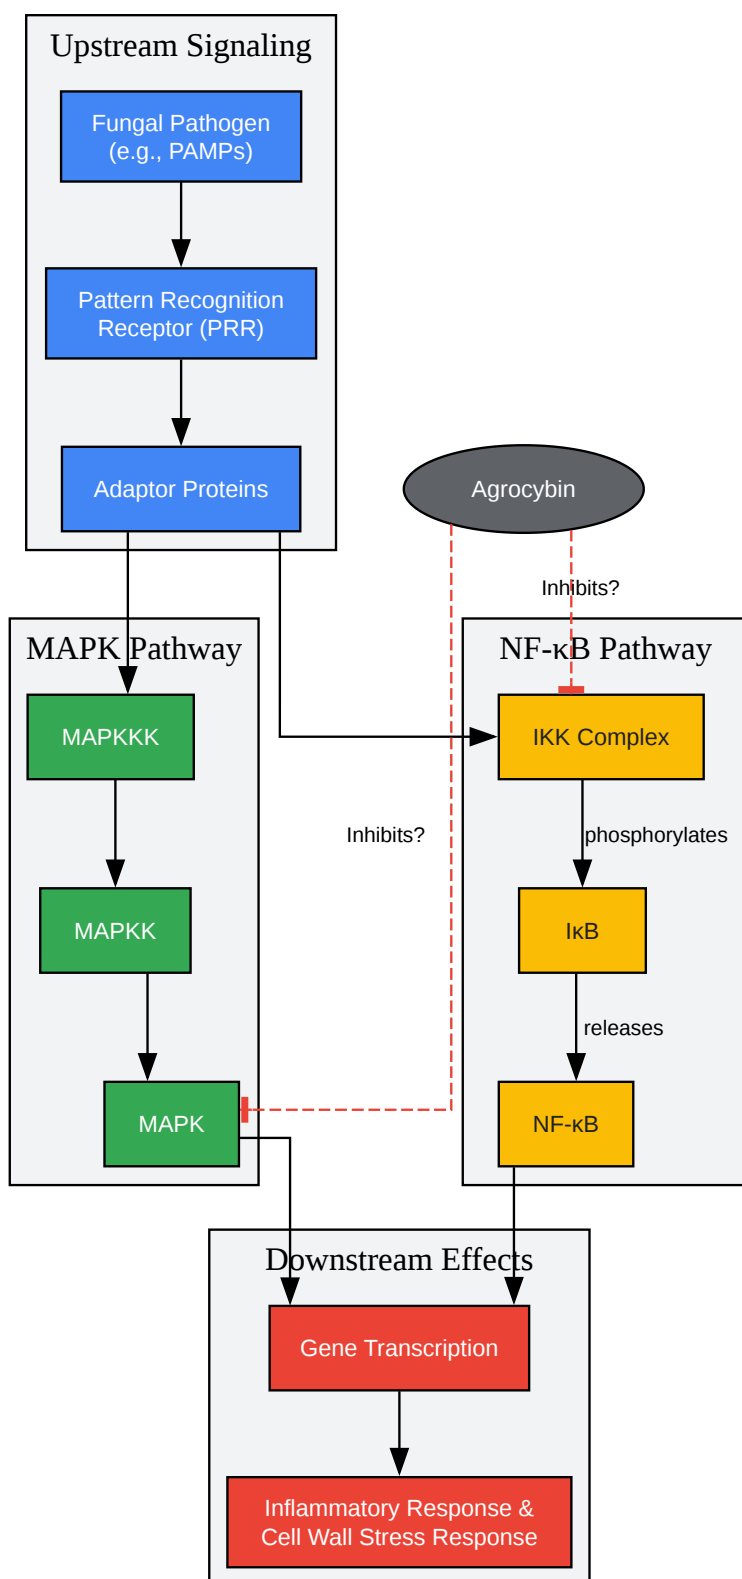 Upstream Signaling
Fungal Pathogen
(e.g., PAMPs)
Pattern Recognition
Receptor (PRR)
Adaptor Proteins
Agrocybin
Inhibits?
MAPK Pathway
NF-κB Pathway
MAPKKK
IKK Complex
Inhibits?
phosphorylates
MAPKK
IκB
releases
MAPK
NF-κB
Downstream Effects
Gene Transcription
Inflammatory Response &
Cell Wall Stress Response